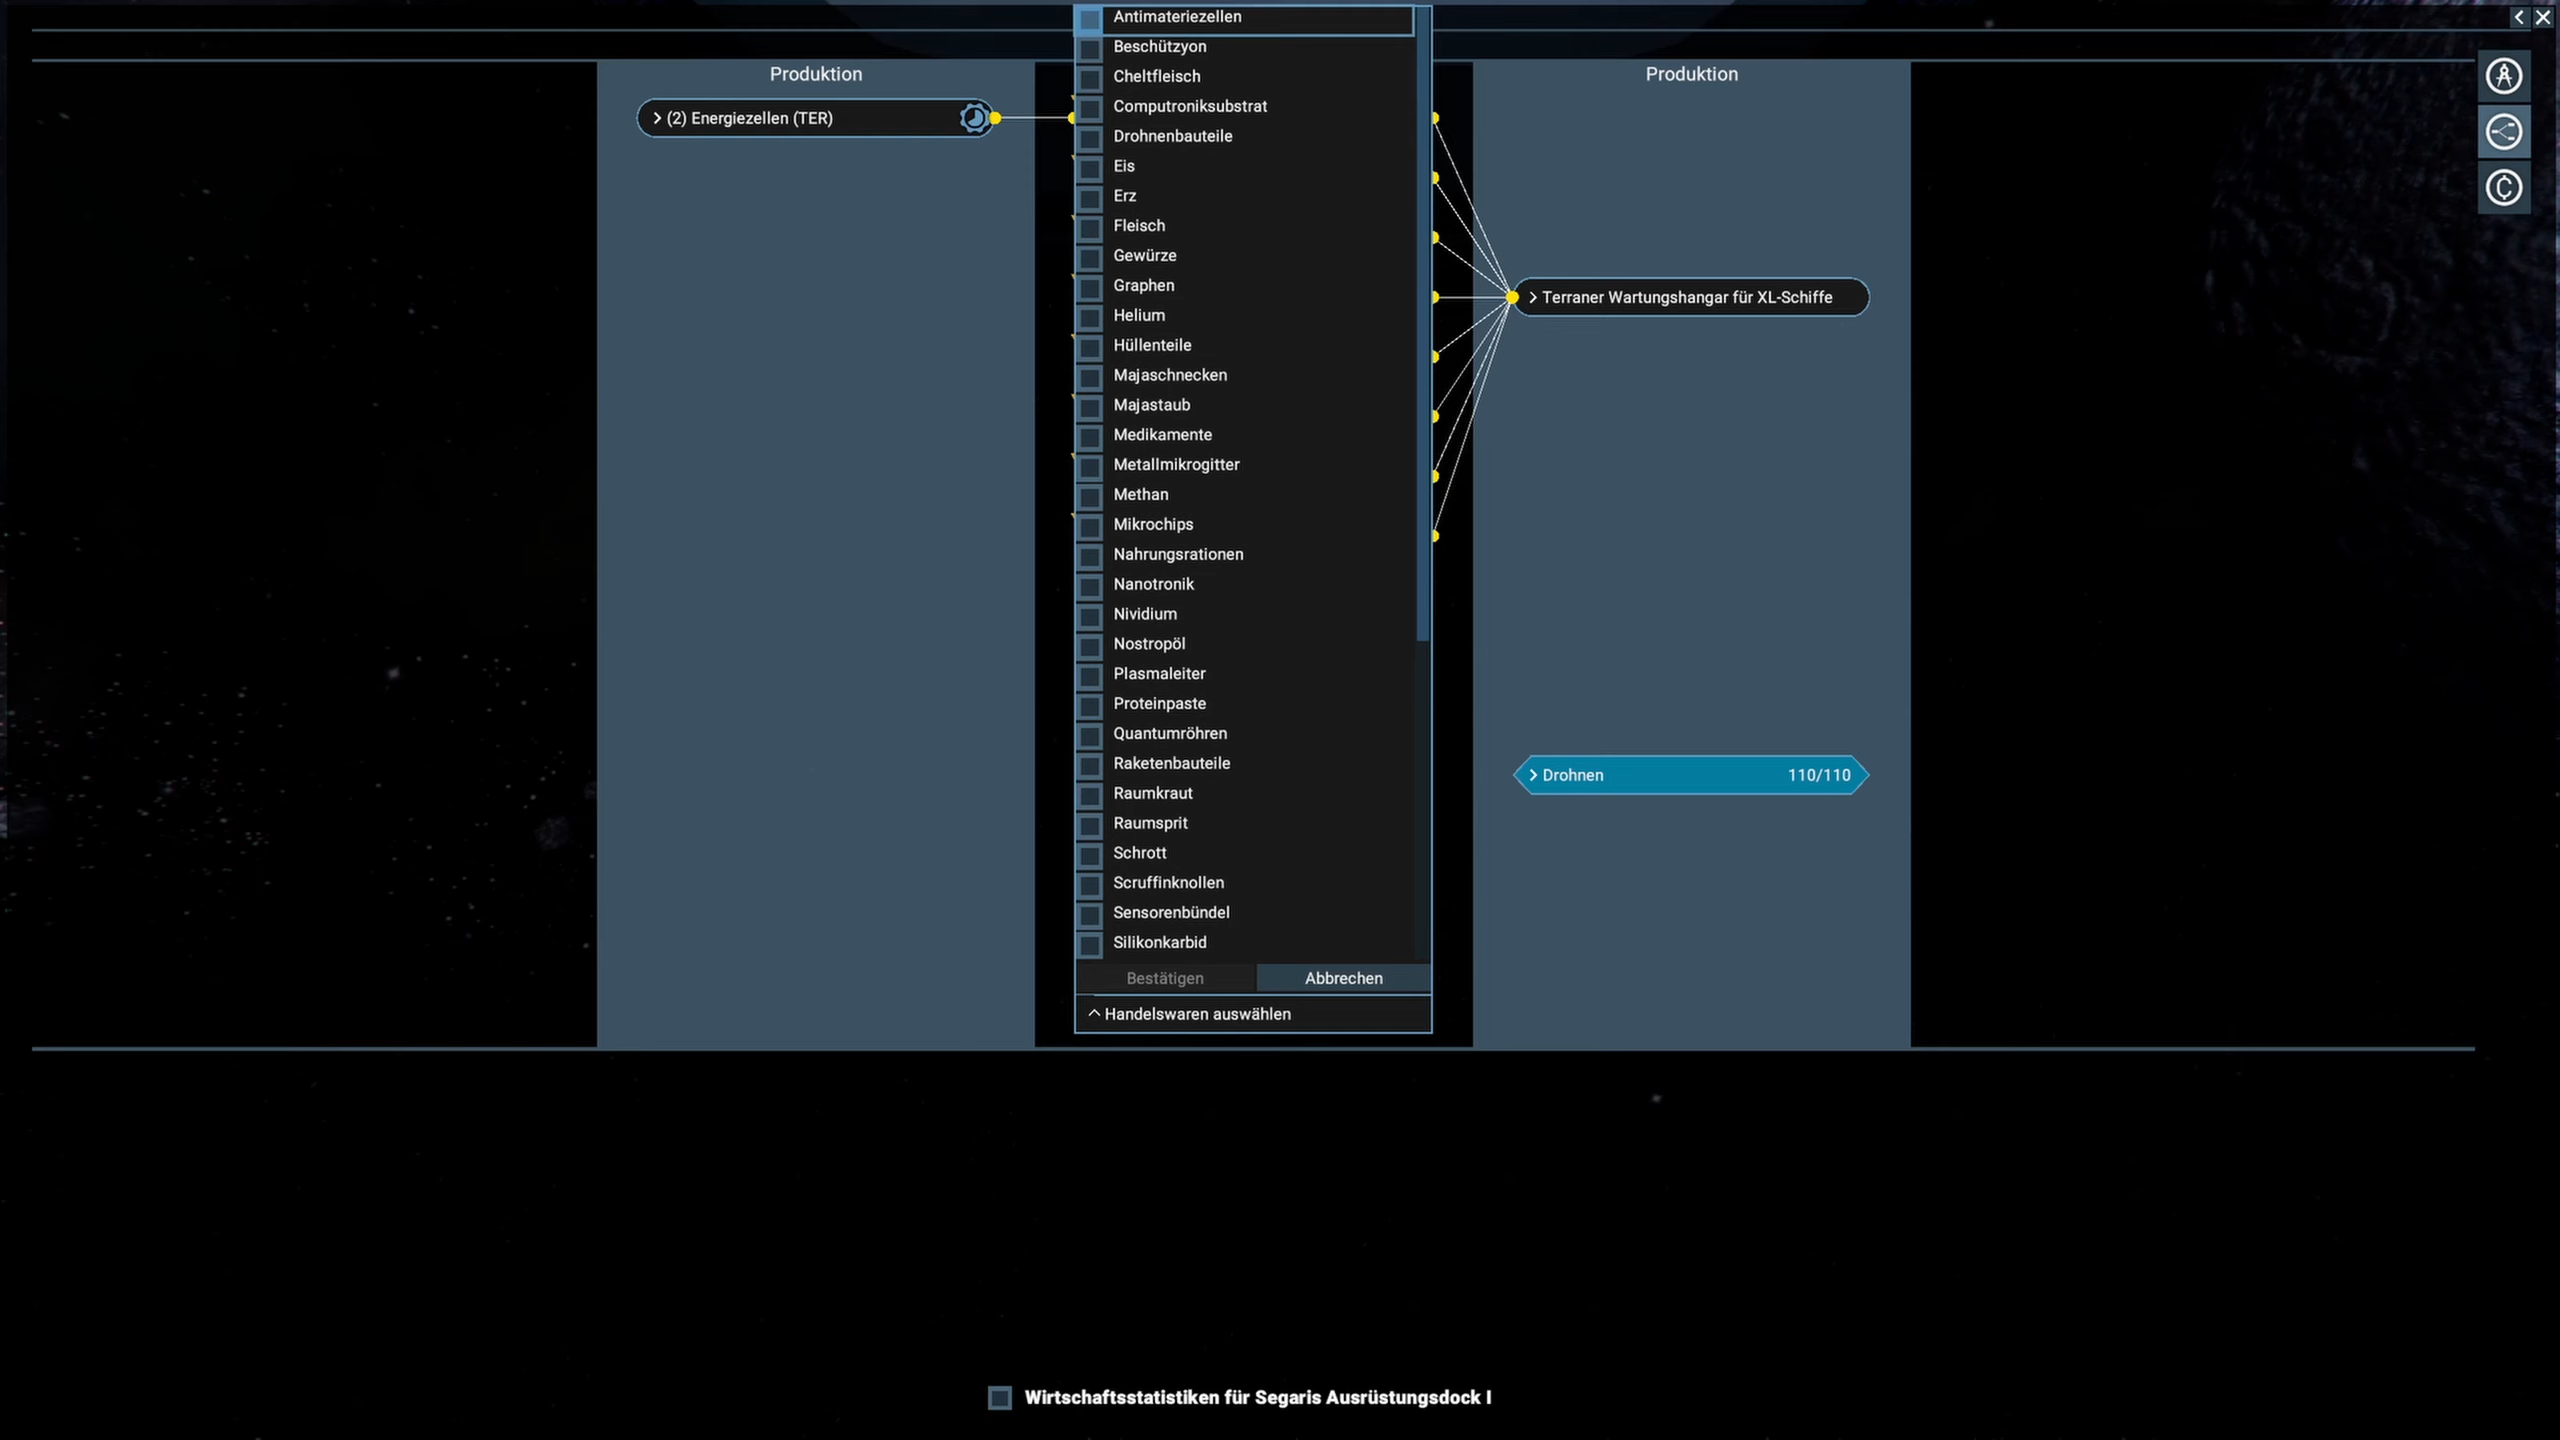 Produktion
> (2) Energiezellen (TER)
Antimateriezellen
Beschützyon
Cheltfleisch
Computroniksubstrat
Drohnenbauteile
Eis
Erz
Fleisch
Gewürze
Graphen
Helium
Hüllenteile
Majaschnecken
Majastaub
Medikamente
Metallmikrogitter
Methan
Mikrochips
Nahrungsrationen
Nanotronik
Nividium
Nostropöl
Plasmaleiter
Proteinpaste
Quantumröhren
Raketenbauteile
Raumkraut
Raumsprit
Schrott
Scruffinknollen
Sensorenbündel
Silikonkarbid
Bestätigen
Abbrechen
^ Handelswaren auswählen
Produktion
> Terraner Wartungshangar für XL-Schiffe
> Drohnen 110/110
Wirtschaftsstatistiken für Segaris Ausrüstungsdock I